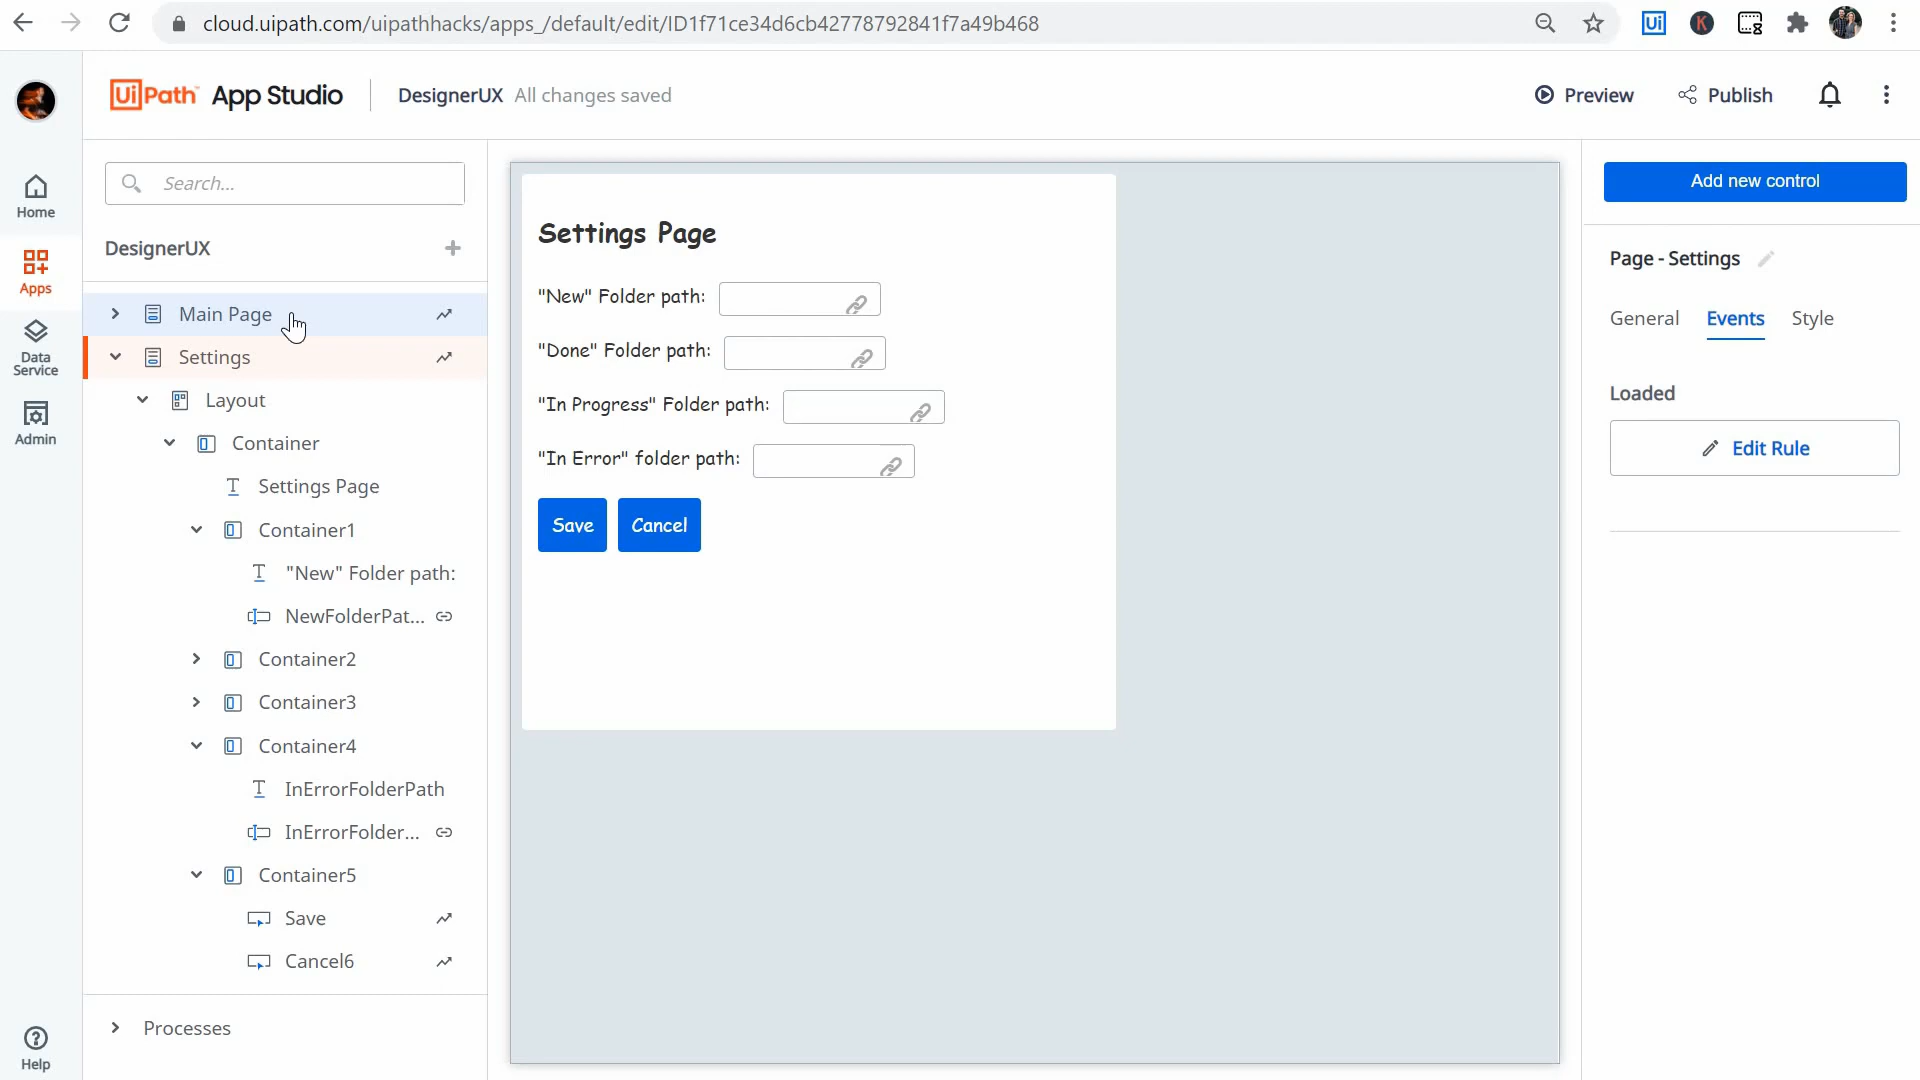 cloud.uipath.com/uipathhacks/apps_/default/edit/ID1f71ce34d6cb42778792841f7a49b468
Ui
K
UiPath™ App Studio
DesignerUX All changes saved
Preview
Publish
Search...
Add new control
Home
DesignerUX
Page - Settings
Apps
Main Page
Settings
General
Events
Style
Data
Service
Admin
Loaded
Edit Rule
Layout
Container
Settings Page
Container1
"New" Folder path:
NewFolderPat...
Container2
Container3
Container4
InErrorFolderPath
InErrorFolder...
Container5
Save
Cancel6
Processes
Help
Settings Page
"New" Folder path:
"Done" Folder path:
"In Progress" Folder path:
"In Error" folder path:
Save
Cancel